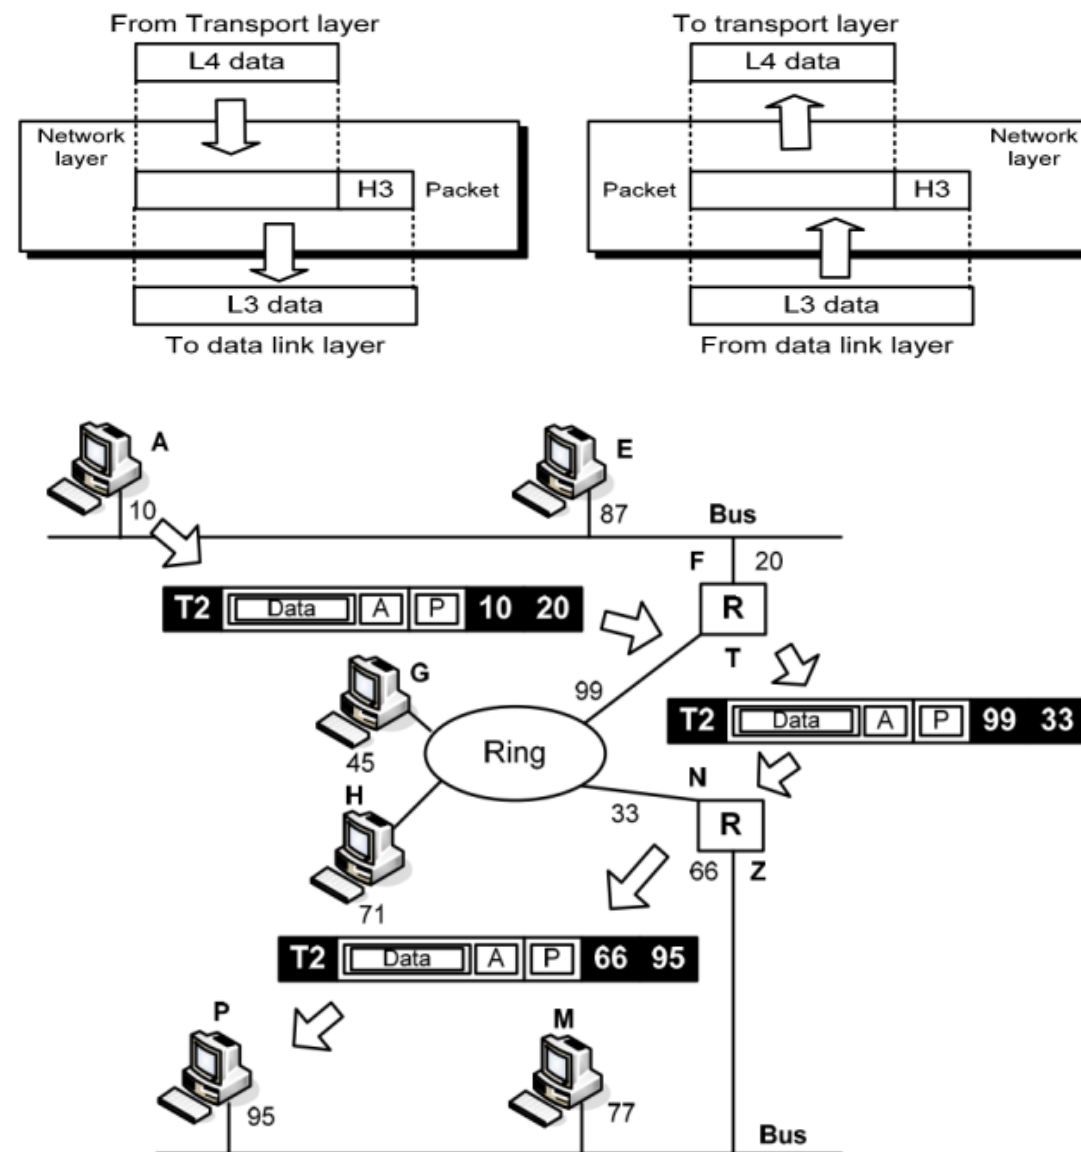 From Transport layer
L4 data
Network
layer
H3
Packet
L3 data
To data link layer
To transport layer
L4 data
Network
layer
Packet
H3
L3 data
From data link layer
A
E
10
87
Bus
F
20
T2 Data A P 10 20
R
T
G
99
T2 Data A P 99 33
Ring
45
N
H
33
R
66
Z
71
T2 Data A P 66 95
P
M
95
77
Bus